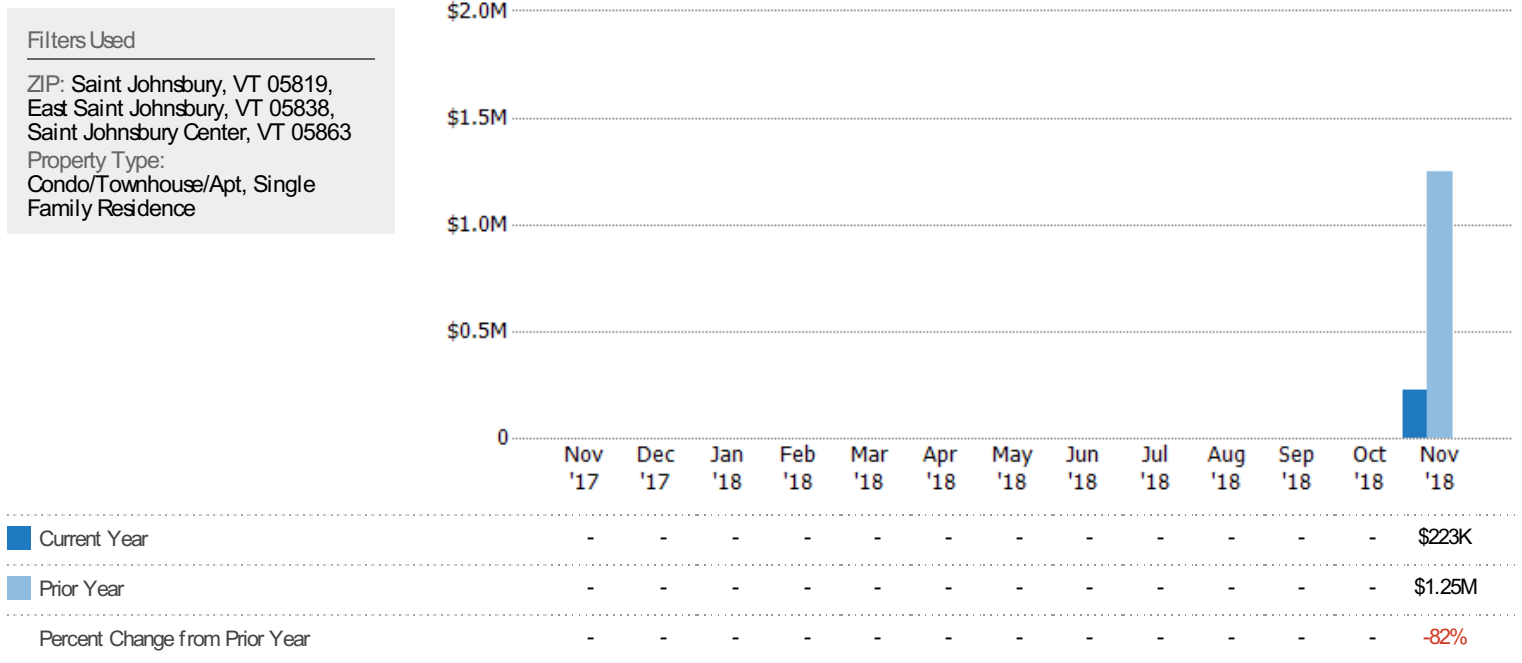 Filters Used
ZIP: Saint Johnsbury, VT 05819,
East Saint Johnsbury, VT 05838,
Saint Johnsbury Center, VT 05863
Property Type:
Condo/Townhouse/Apt, Single
Family Residence
$2.0M
$1.5M
$1.0M
$0.5M
0
Nov Dec Jan Feb Mar Apr May Jun Jul Aug Sep Oct Nov
'17 '17 '18 '18 '18 '18 '18 '18 '18 '18 '18 '18 '18
Current Year - - - - - - - - - - - - $223K
Prior Year - - - - - - - - - - - - $1.25M
Percent Change from Prior Year - - - - - - - - - - - - -82%